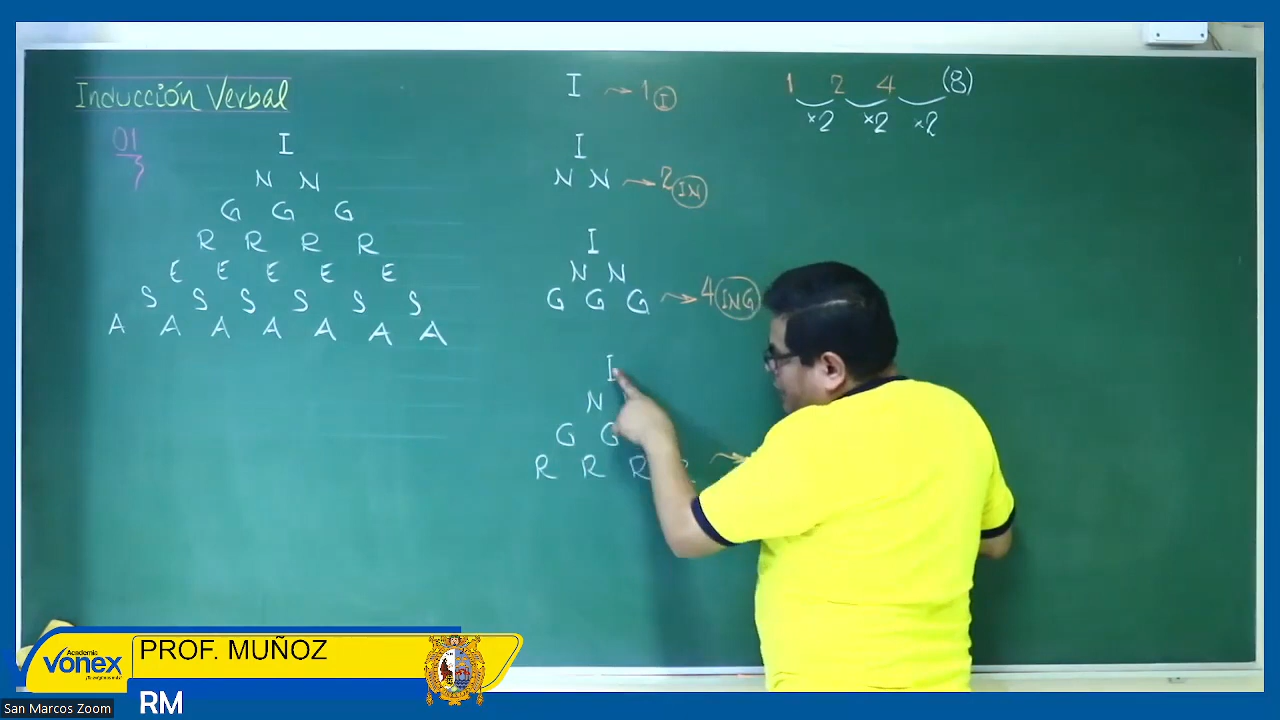 Inducción Verbal
01
I
N N
G G G
R R R R
E E E E E
S S S S S S
A A A A A A A
I → 1 I
I
N N → 2 IN
I
N N
G G G → 4 ING
I
N
G G
R R R
1 2 4 (8)
×2 ×2 ×2
Academia
vonex
PROF. MUÑOZ
RM
San Marcos Zoom